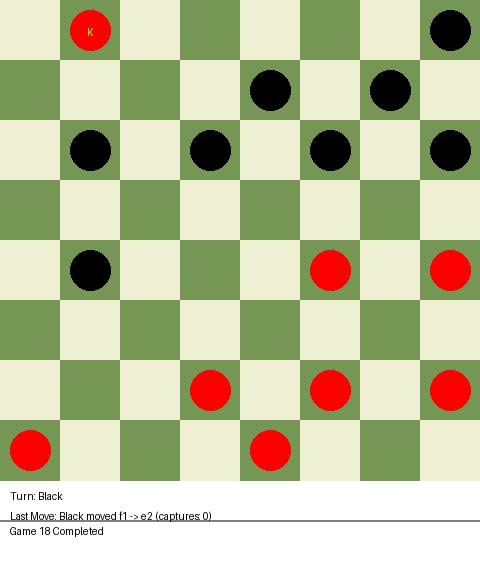 K
Turn: Black
Last Move: Black moved f1 -> e2 (captures: 0)
Game 18 Completed